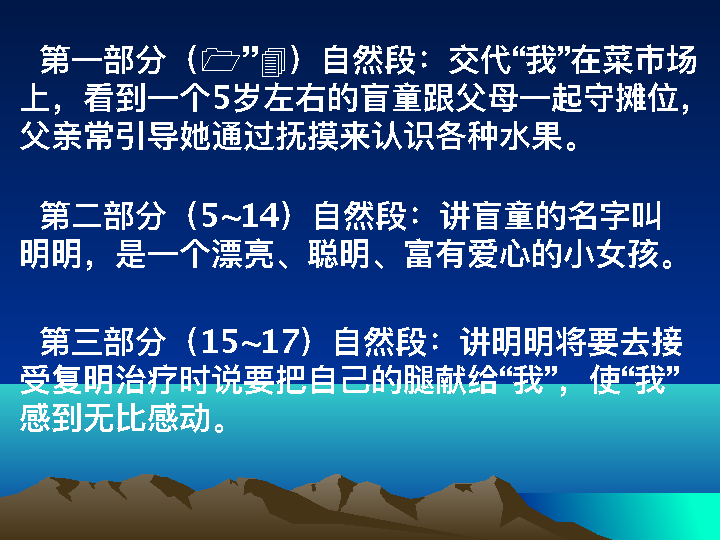 第一部分（🗁”🗐）自然段：交代“我”在菜市场
上，看到一个5岁左右的盲童跟父母一起守摊位，
父亲常引导她通过抚摸来认识各种水果。
第二部分（5~14）自然段：讲盲童的名字叫
明明，是一个漂亮、聪明、富有爱心的小女孩。
第三部分（15~17）自然段：讲明明将要去接
受复明治疗时说要把自己的腿献给“我”，使“我”
感到无比感动。